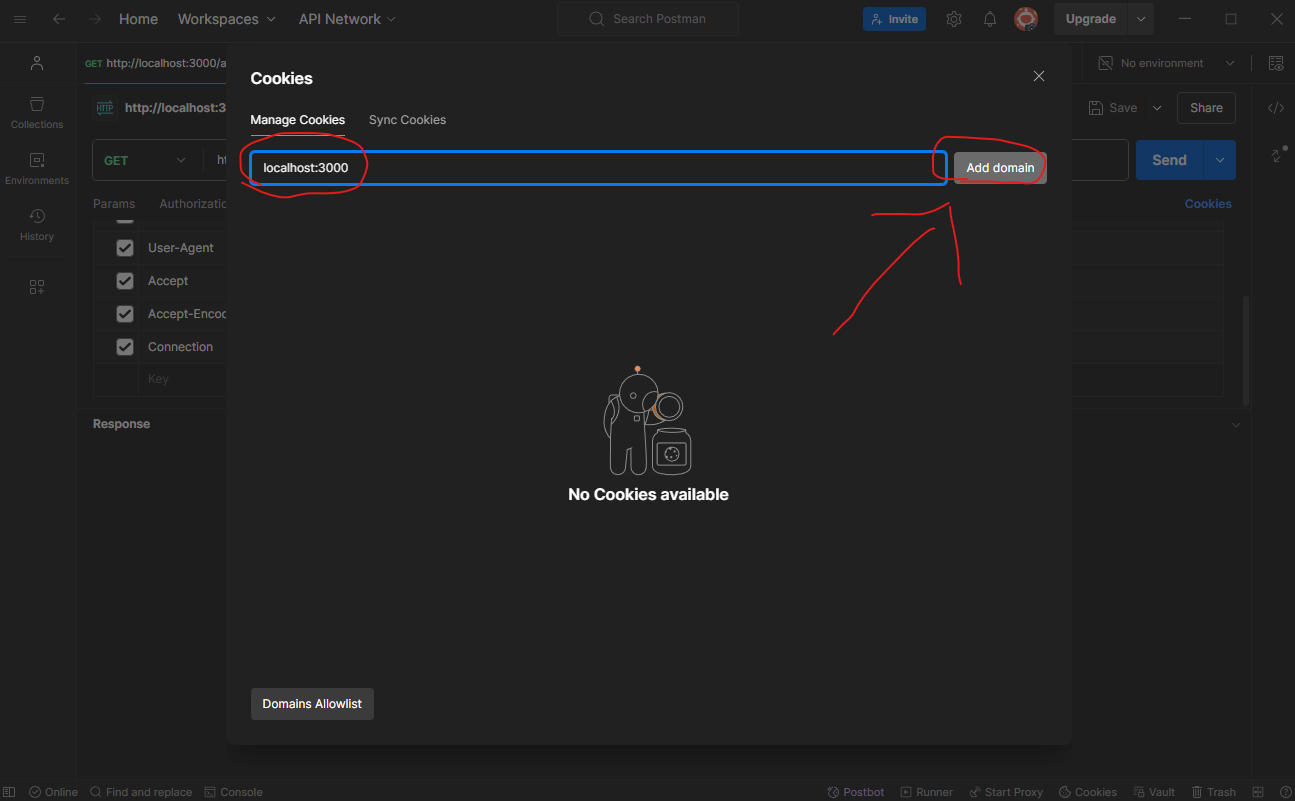 Home Workspaces API Network Search Postman Invite Upgrade
GET http://localhost:3000/a No environment
HTTP http://localhost:3 Save Share
Collections
Environments
History
GET ht Send
Params Authorizatio Cookies
User-Agent
Accept
Accept-Encod
Connection
Key
Response
Cookies
Manage Cookies Sync Cookies
localhost:3000 Add domain
No Cookies available
Domains Allowlist
Online Find and replace Console Postbot Runner Start Proxy Cookies Vault Trash